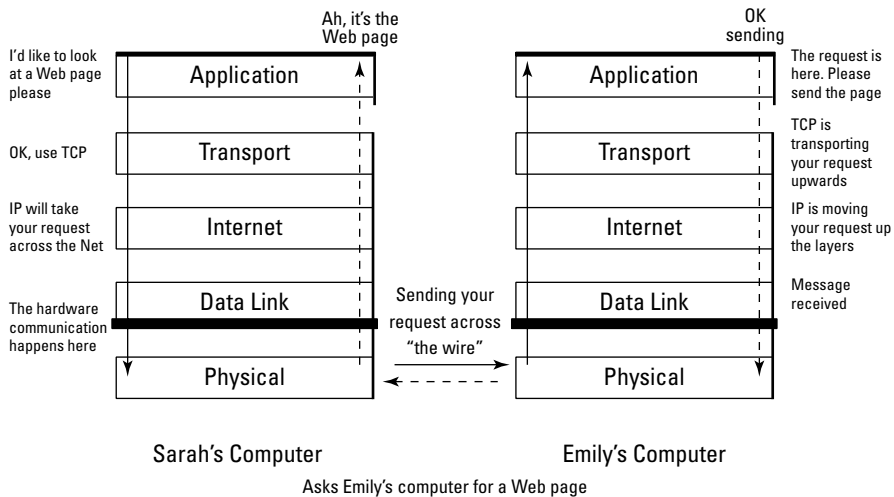 Ah, it's the
Web page
OK
sending
I'd like to look
at a Web page
please
Application
Application
The request is
here. Please
send the page
OK, use TCP
Transport
Transport
TCP is
transporting
your request
upwards
IP will take
your request
across the Net
Internet
Internet
IP is moving
your request up
the layers
The hardware
communication
happens here
Data Link
Sending your
request across
"the wire"
Data Link
Message
received
Physical
Physical
Sarah's Computer
Emily's Computer
Asks Emily's computer for a Web page